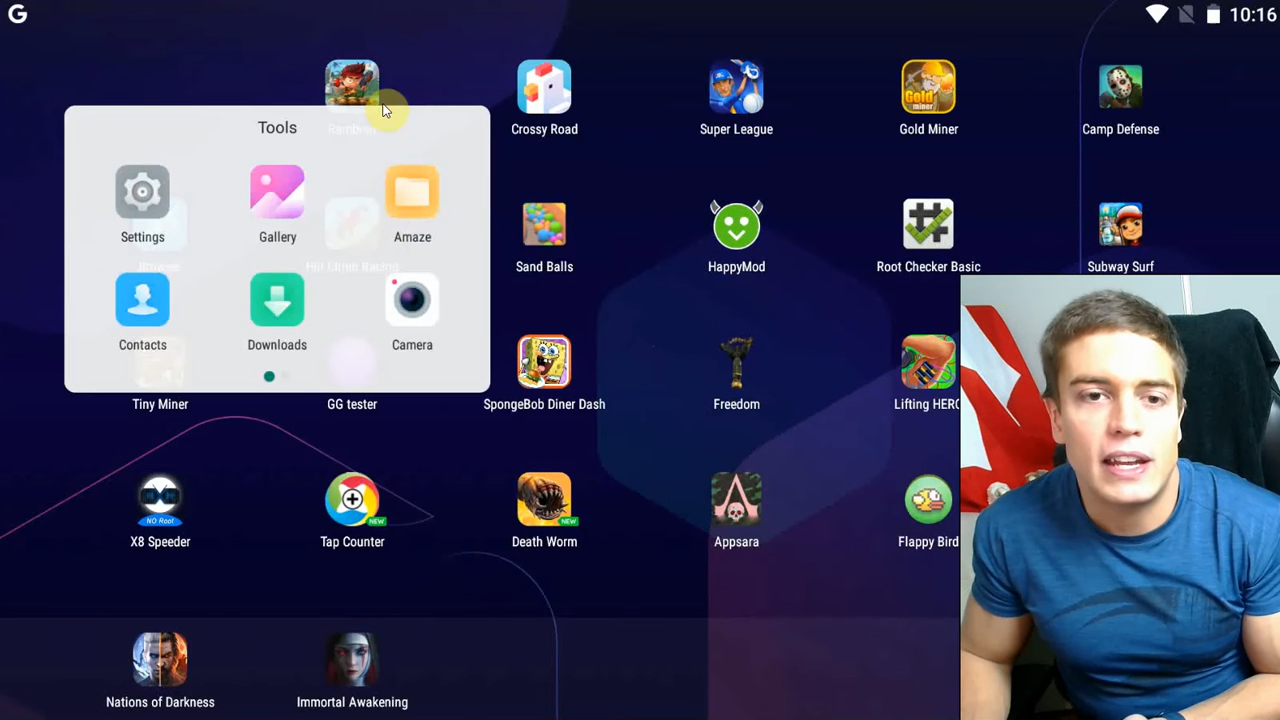 G
10:16
Tools
Crossy Road
Super League
Gold Miner
Camp Defense
Settings
Gallery
Amaze
Sand Balls
HappyMod
Root Checker Basic
Subway Surf
Contacts
Downloads
Camera
Tiny Miner
GG tester
SpongeBob Diner Dash
Freedom
Lifting HERO
NO Root
NEW
NEW
X8 Speeder
Tap Counter
Death Worm
Appsara
Flappy Bird
Nations of Darkness
Immortal Awakening
Gold miner